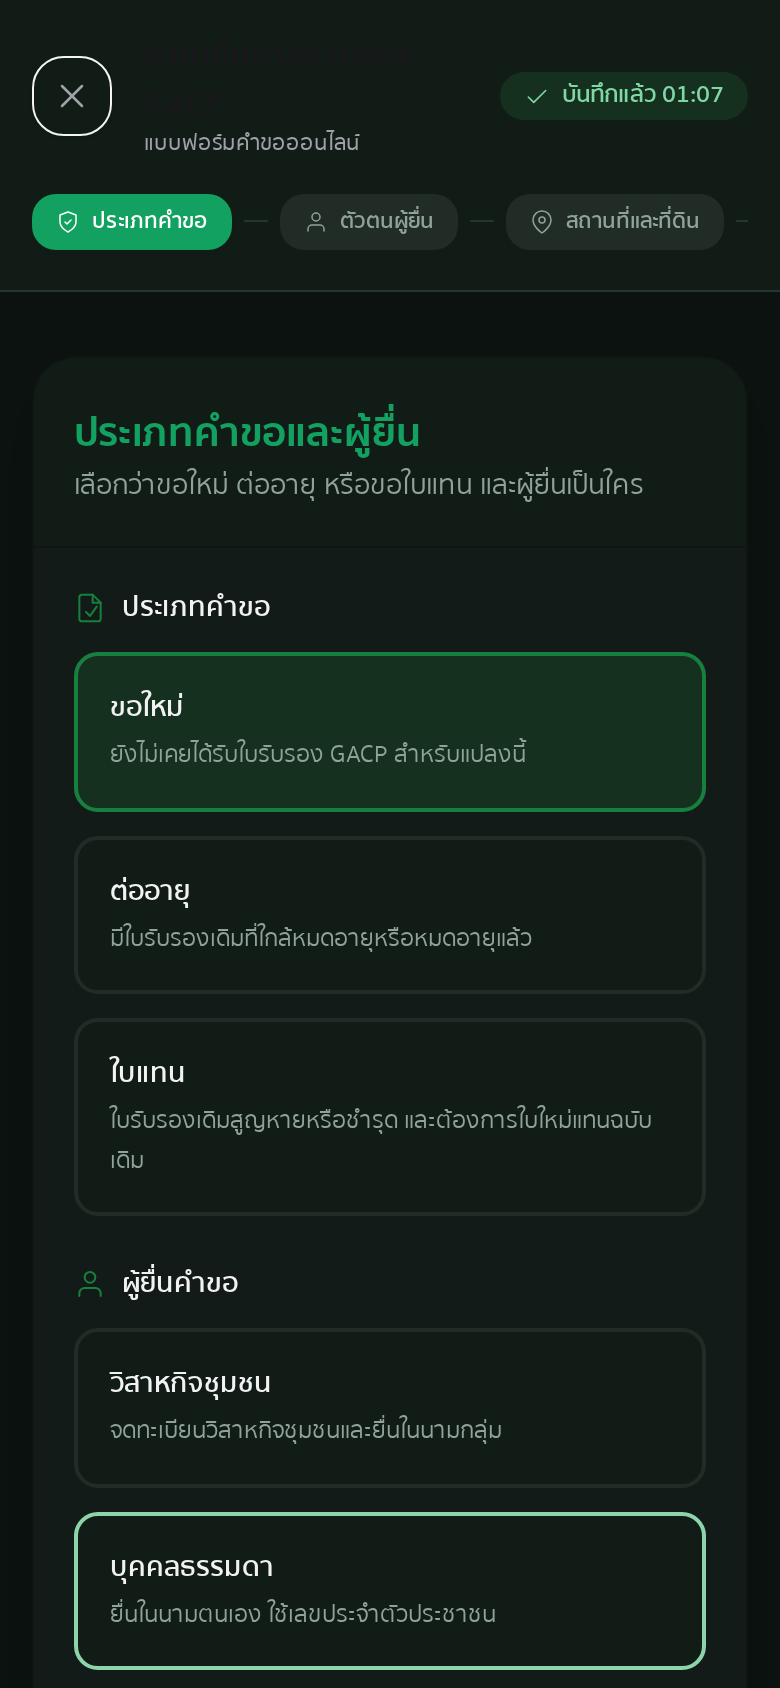 แบบฟอร์มคำขอออนไลน์
บันทึกแล้ว 01:07
ประเภทคำขอ
ตัวตนผู้ยื่น
สถานที่และที่ดิน
ประเภทคำขอและผู้ยื่น
เลือกว่าขอใหม่ ต่ออายุ หรือขอใบแทน และผู้ยื่นเป็นใคร
ประเภทคำขอ
ขอใหม่
ยังไม่เคยได้รับใบรับรอง GACP สำหรับแปลงนี้
ต่ออายุ
มีใบรับรองเดิมที่ใกล้หมดอายุหรือหมดอายุแล้ว
ใบแทน
ใบรับรองเดิมสูญหายหรือชำรุด และต้องการใบใหม่แทนฉบับ
เดิม
ผู้ยื่นคำขอ
วิสาหกิจชุมชน
จดทะเบียนวิสาหกิจชุมชนและยื่นในนามกลุ่ม
บุคคลธรรมดา
ยื่นในนามตนเอง ใช้เลขประจำตัวประชาชน